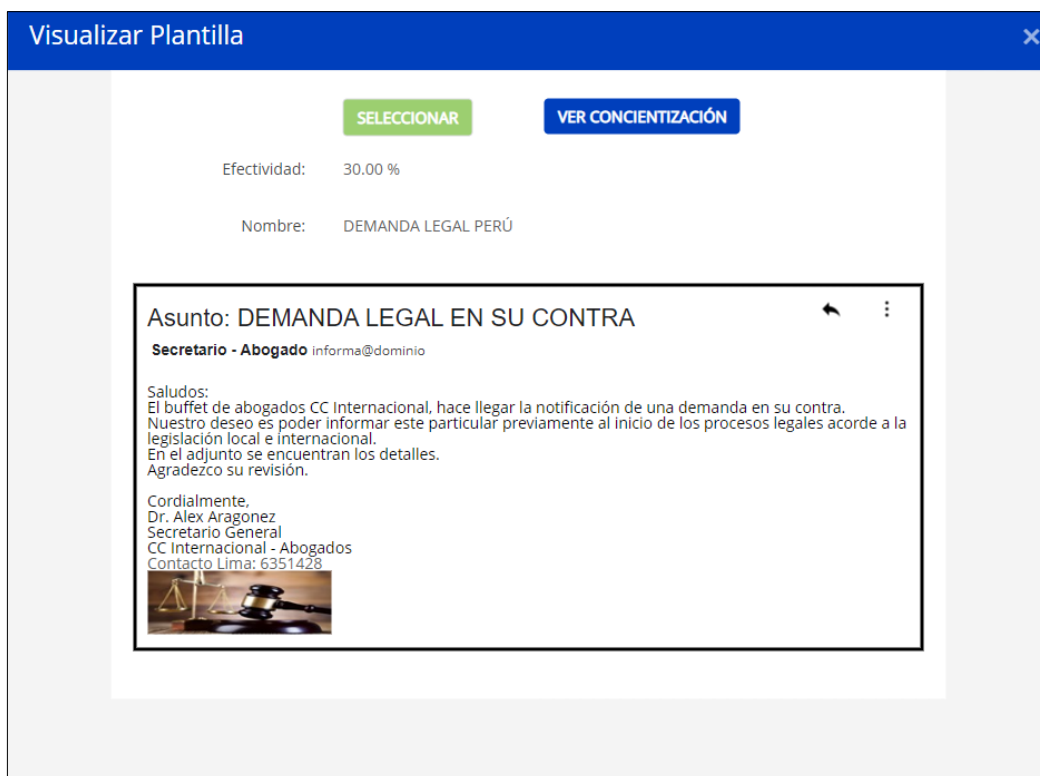 Visualizar Plantilla
SELECCIONAR
VER CONCIENTIZACIÓN
Efectividad: 30.00 %
Nombre: DEMANDA LEGAL PERÚ
Asunto: DEMANDA LEGAL EN SU CONTRA
Secretario - Abogado informa@dominio
Saludos:
El buffet de abogados CC Internacional, hace llegar la notificación de una demanda en su contra.
Nuestro deseo es poder informar este particular previamente al inicio de los procesos legales acorde a la
legislación local e internacional.
En el adjunto se encuentran los detalles.
Agradezco su revisión.
Cordialmente,
Dr. Alex Aragonez
Secretario General
CC Internacional - Abogados
Contacto Lima: 6351428